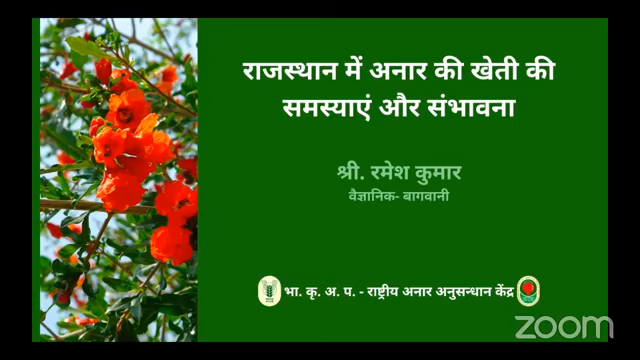 राजस्थान में अनार की खेती की
समस्याएं और संभावना
श्री. रमेश कुमार
वैज्ञानिक- बागवानी
भा. कृ. अ. प. - राष्ट्रीय अनार अनुसन्धान केंद्र
zoom